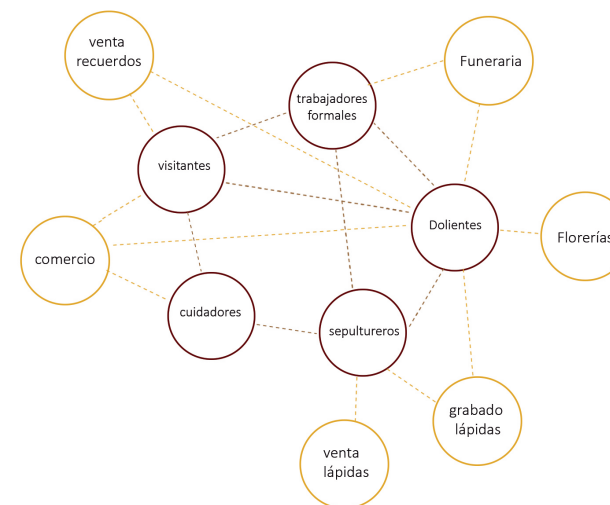 venta
recuerdos
Funeraria
trabajadores
formales
visitantes
Dolientes
Florerías
comercio
cuidadores
sepultureros
grabado
lápidas
venta
lápidas